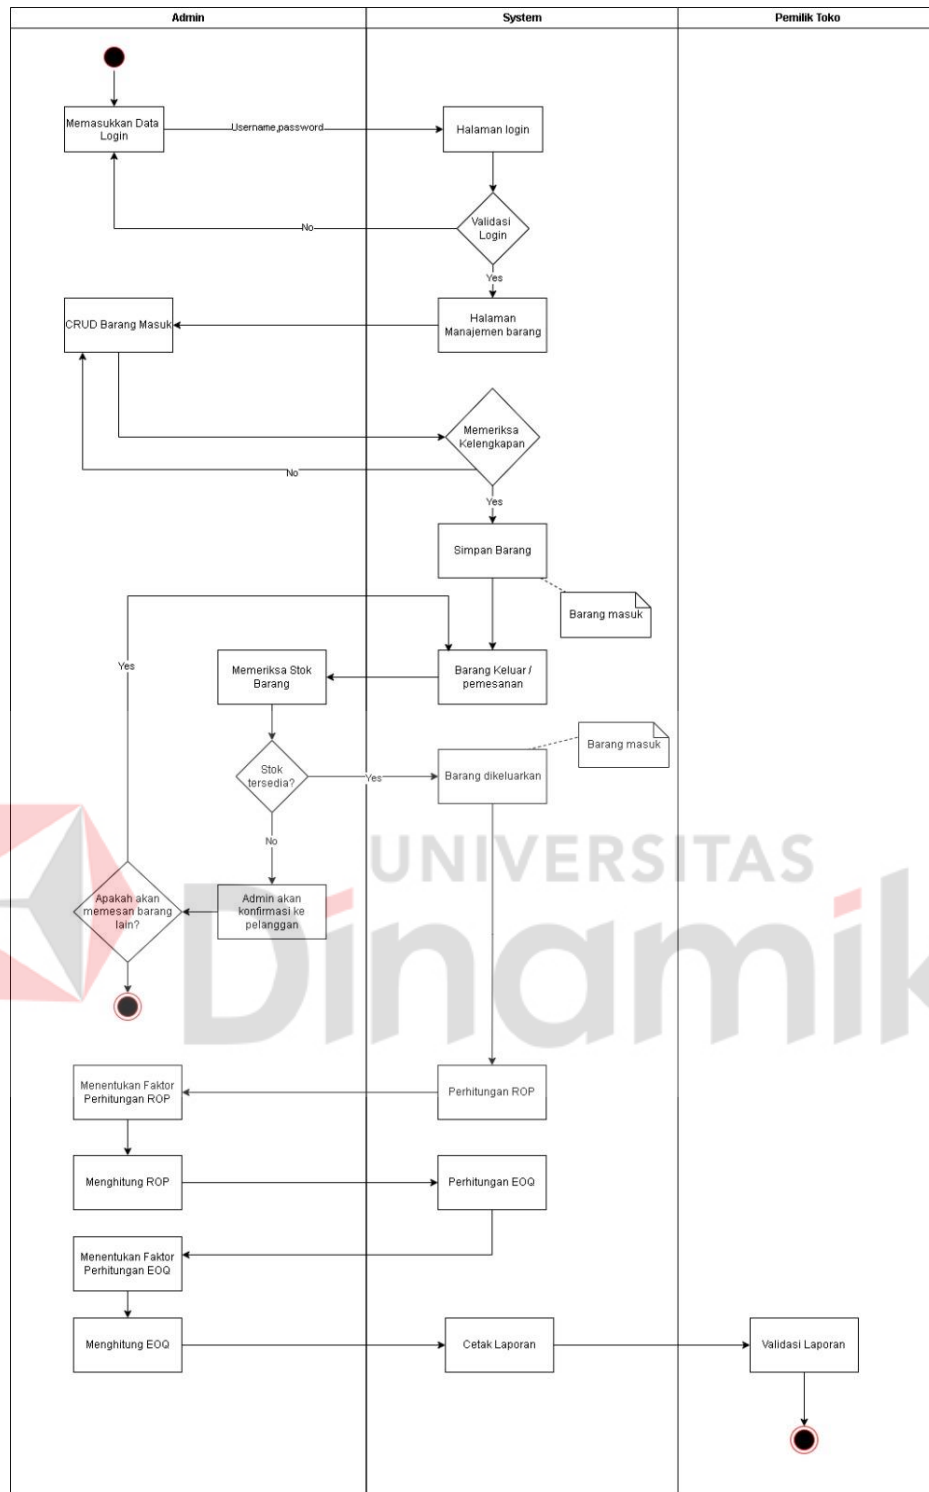 Admin
System
Pemilik Toko
Memasukkan Data
Login
Username,password
Halaman login
Validasi
Login
No
Yes
CRUD Barang Masuk
Halaman
Manajemen barang
Memeriksa
Kelengkapan
No
Yes
Simpan Barang
Barang masuk
Yes
Memeriksa Stok
Barang
Barang Keluar /
pemesanan
Barang masuk
Stok
tersedia?
Yes
Barang dikeluarkan
No
UNIVERSITAS
Dinamik
Apakah akan
memesan barang
lain?
Admin akan
konfirmasi ke
pelanggan
Menentukan Faktor
Perhitungan ROP
Perhitungan ROP
Menghitung ROP
Perhitungan EOQ
Menentukan Faktor
Perhitungan EOQ
Menghitung EOQ
Cetak Laporan
Validasi Laporan